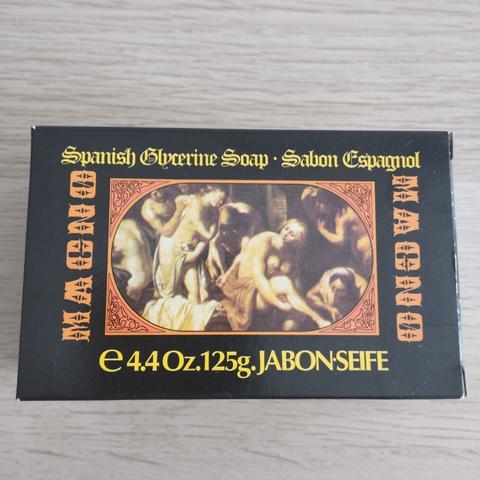 Spanish Glycerine Soap · Sabon Espagnol
MAGNO
MAGNO
e 4.4 Oz. 125g. JABON·SEIFE